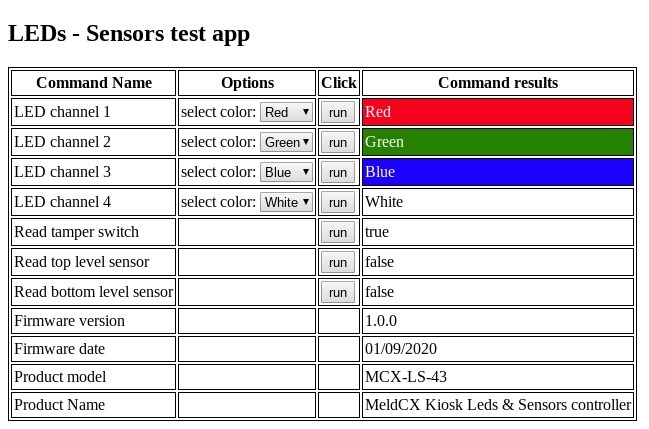 LEDs - Sensors test app
Command Name Options Click Command results
LED channel 1 select color: Red run Red
LED channel 2 select color: Green run Green
LED channel 3 select color: Blue run Blue
LED channel 4 select color: White run White
Read tamper switch run true
Read top level sensor run false
Read bottom level sensor run false
Firmware version 1.0.0
Firmware date 01/09/2020
Product model MCX-LS-43
Product Name MeldCX Kiosk Leds & Sensors controller